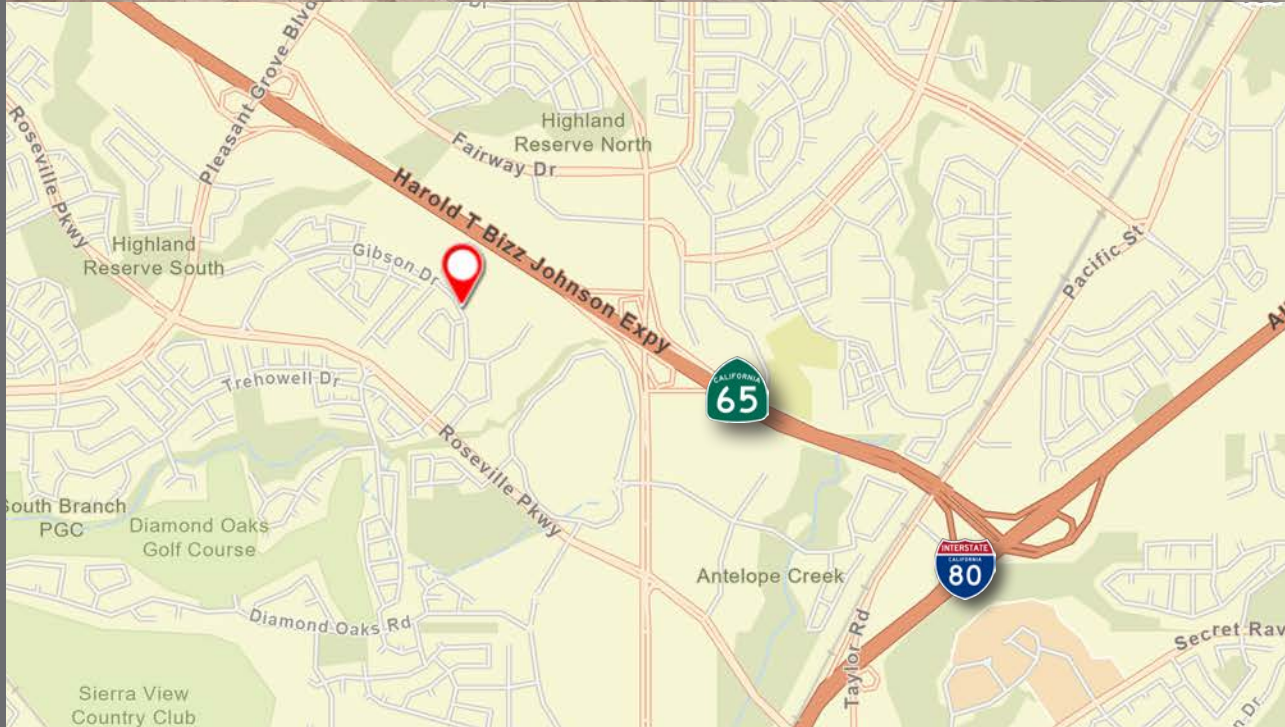 Pleasant Grove Blvd
Roseville Pkwy
Highland
Reserve North
Fairway Dr
Harold T Bizz Johnson Expy
Highland
Reserve South
Gibson Dr
Pacific St
CALIFORNIA
65
Trehowell Dr
Roseville Pkwy
South Branch
PGC
Diamond Oaks
Golf Course
INTERSTATE
CALIFORNIA
80
Antelope Creek
Diamond Oaks Rd
Taylor Rd
Secret Rav
Sierra View
Country Club
Dr